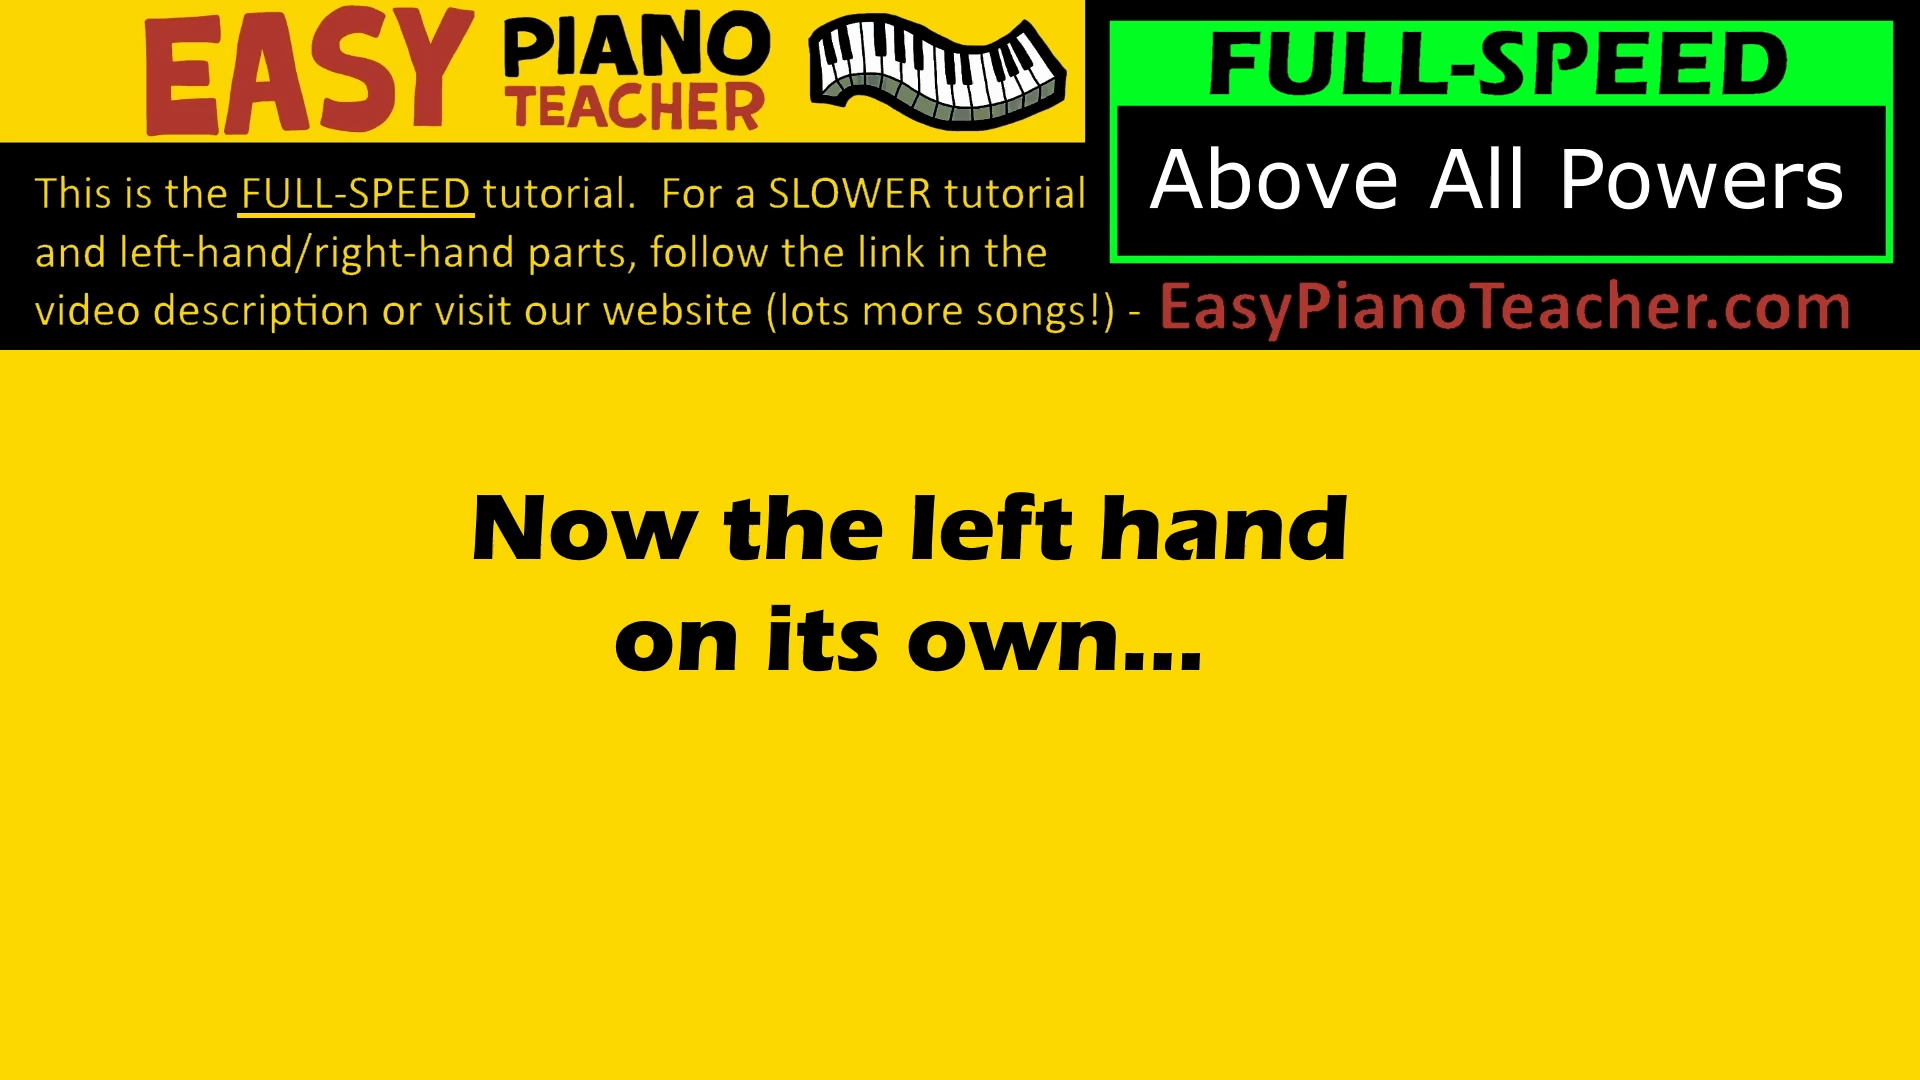 EASY PIANO TEACHER
FULL-SPEED
Above All Powers
This is the FULL-SPEED tutorial. For a SLOWER tutorial
and left-hand/right-hand parts, follow the link in the
video description or visit our website (lots more songs!) - EasyPianoTeacher.com
Now the left hand
on its own...